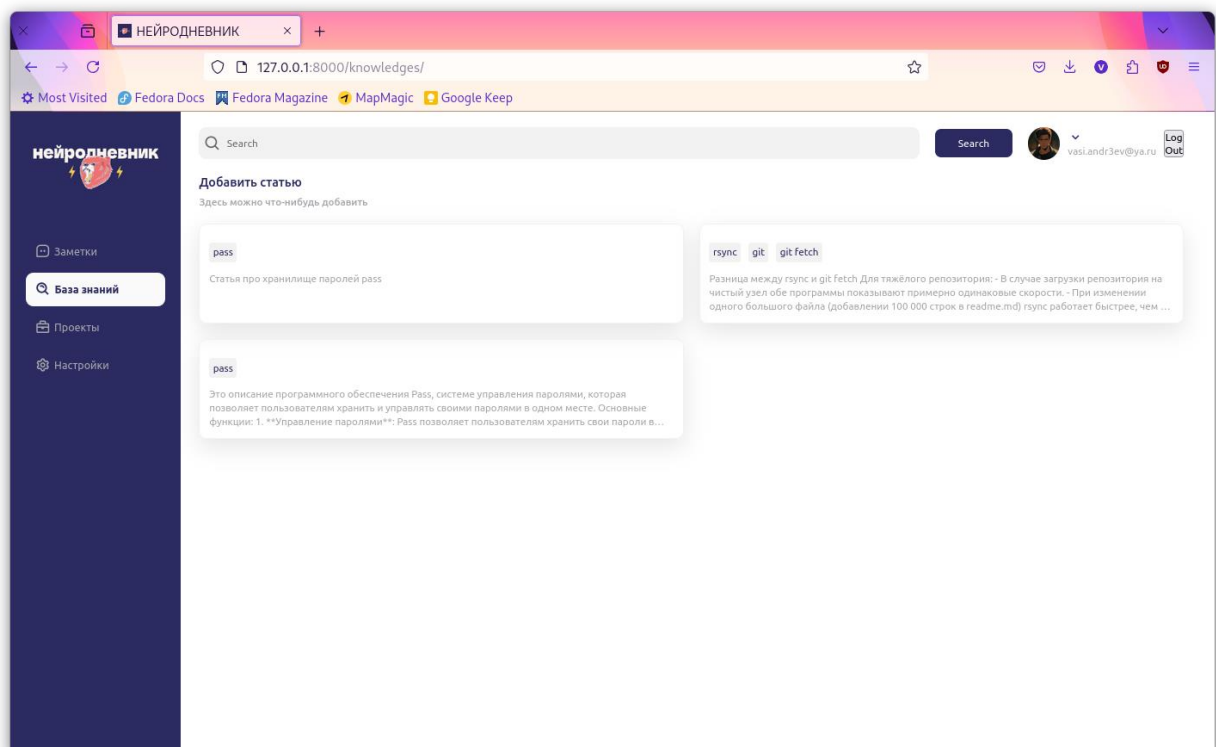 НЕЙРОДНЕВНИК
127.0.0.1:8000/knowledges/
Most Visited Fedora Docs Fedora Magazine MapMagic Google Keep
нейродневник
Заметки
База знаний
Проекты
Настройки
Search Search
vasi.andr3ev@ya.ru
Log
Out
Добавить статью
Здесь можно что-нибудь добавить
pass
Статья про хранилище паролей pass
rsync git git fetch
Разница между rsync и git fetch Для тяжёлого репозитория: - В случае загрузки репозитория на
чистый узел обе программы показывают примерно одинаковые скорости. - При изменении
одного большого файла (добавлении 100 000 строк в readme.md) rsync работает быстрее, чем …
pass
Это описание программного обеспечения Pass, системе управления паролями, которая
позволяет пользователям хранить и управлять своими паролями в одном месте. Основные
функции: 1. **Управление паролями**: Pass позволяет пользователям хранить свои пароли в…